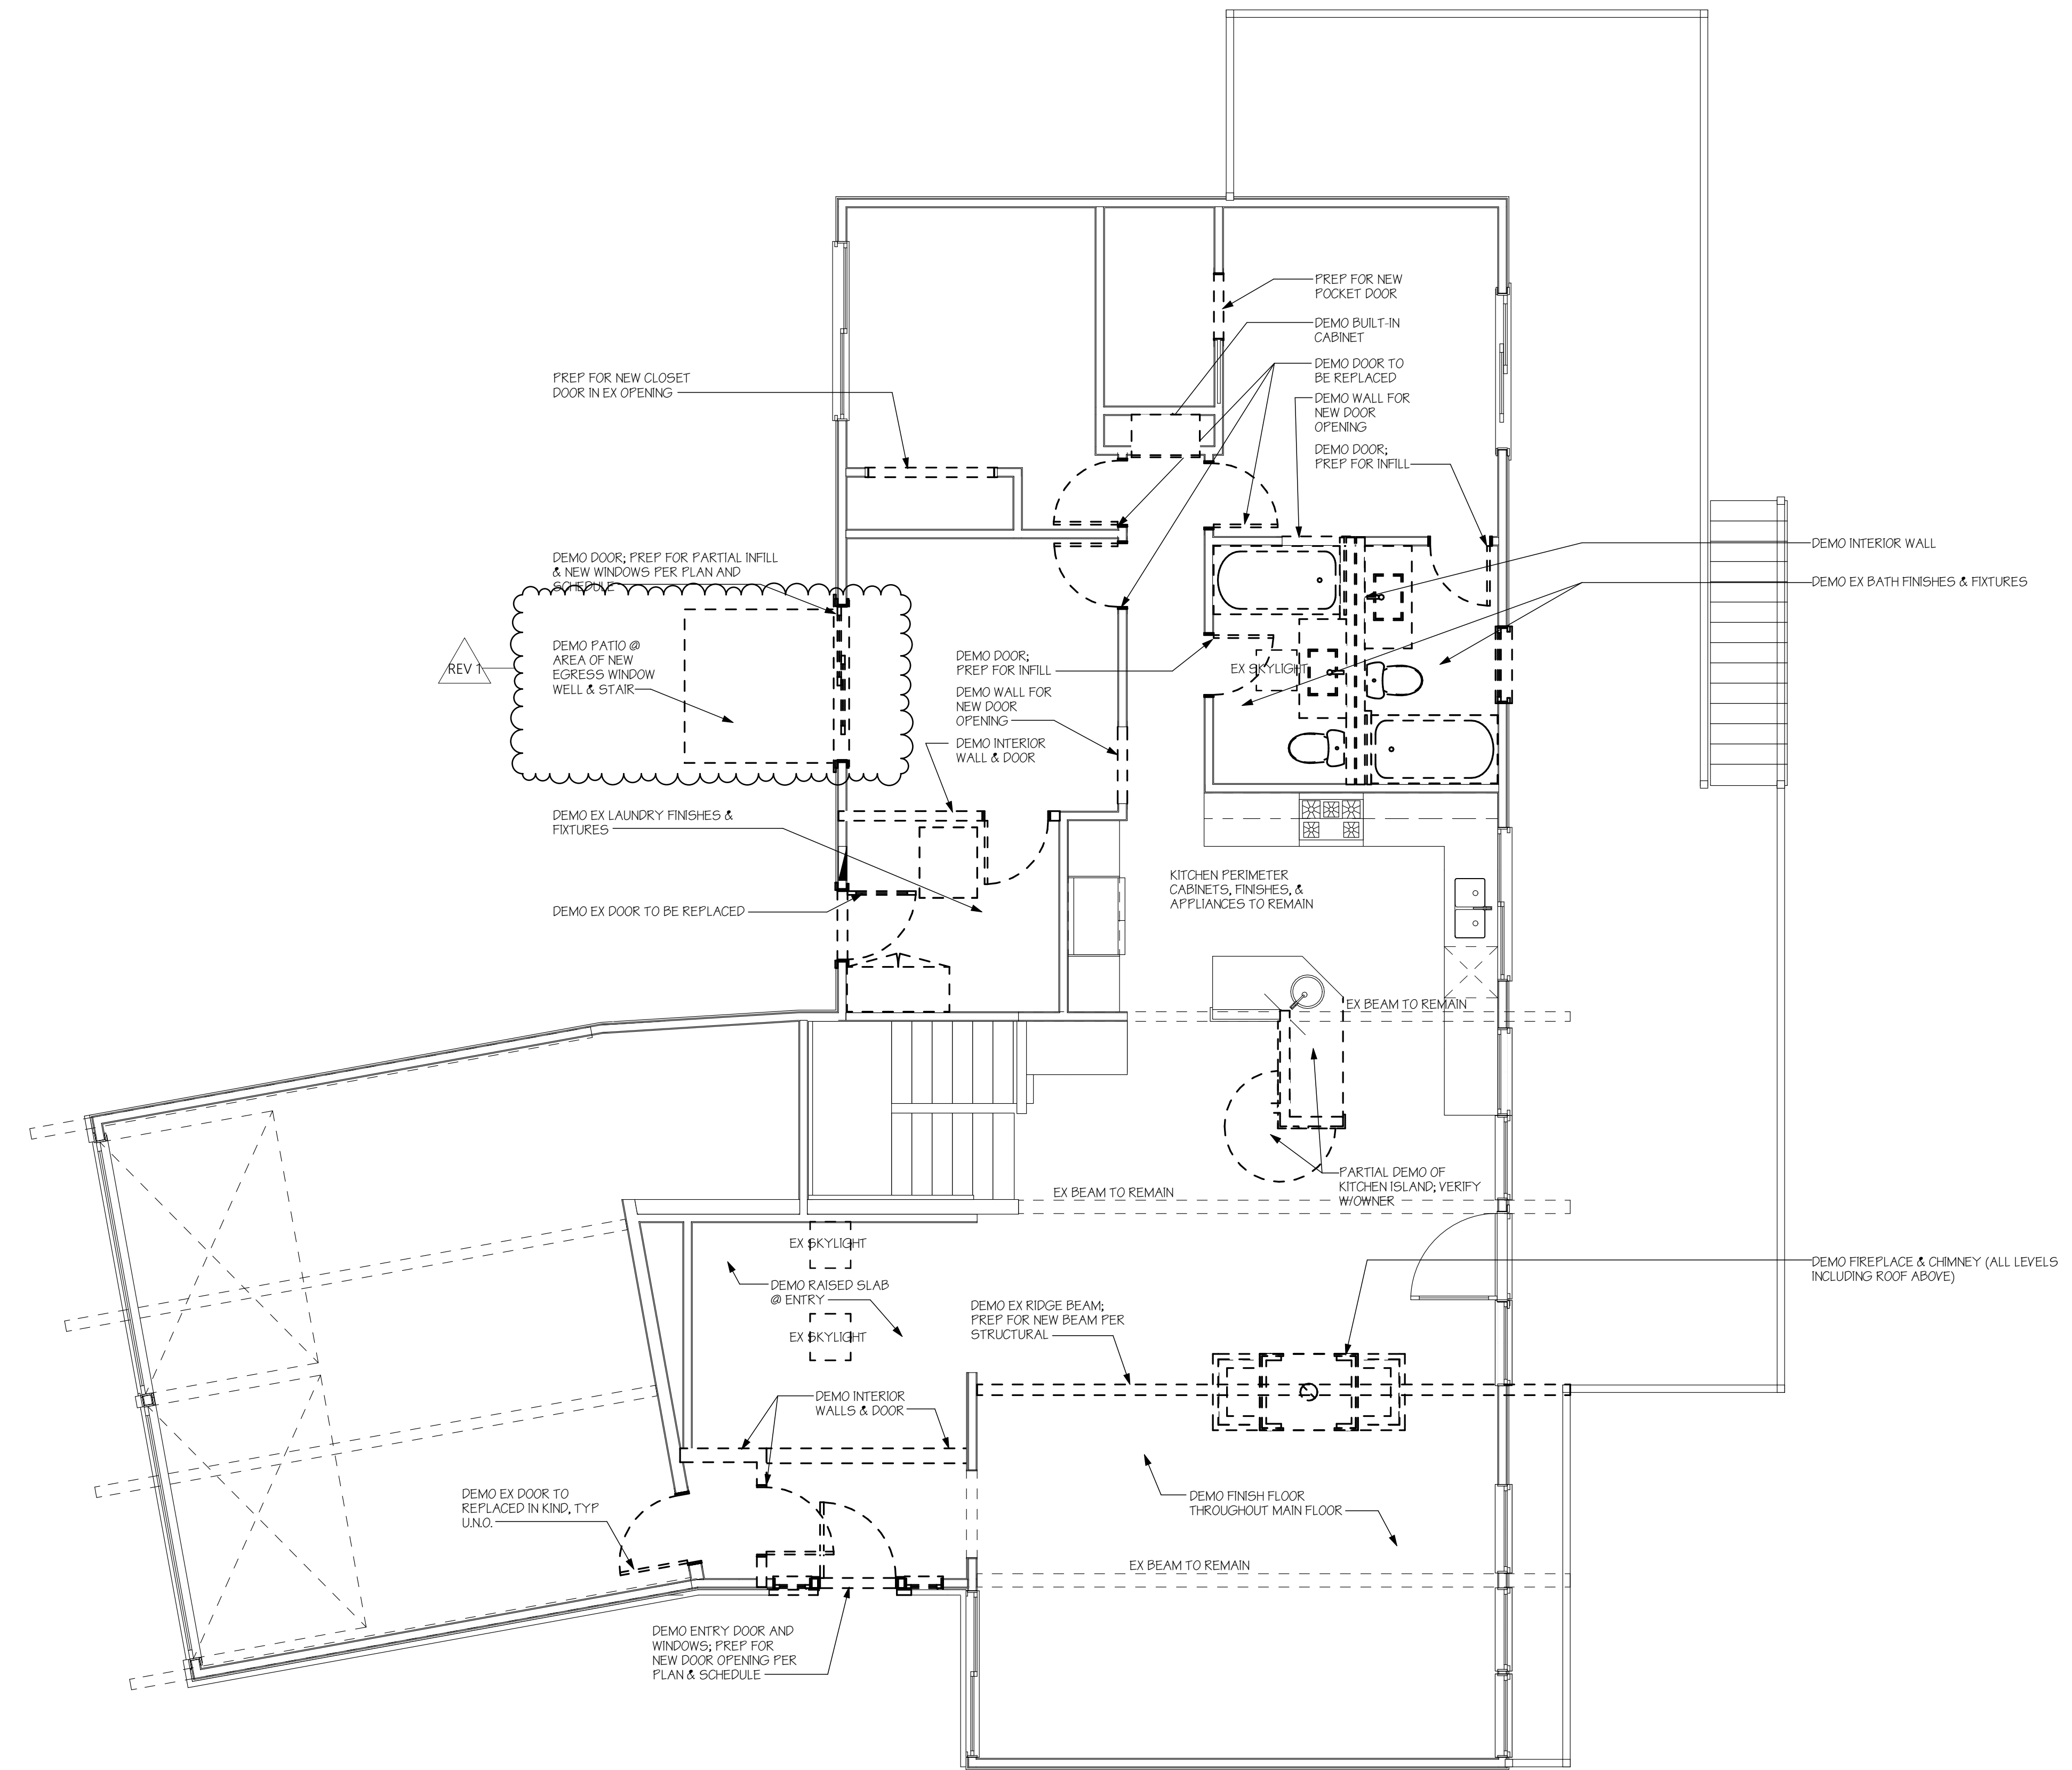 PREP FOR NEW
POCKET DOOR
DEMO BUILT-IN
CABINET
DEMO DOOR TO
BE REPLACED
DEMO WALL FOR
NEW DOOR
OPENING
DEMO DOOR;
PREP FOR INFILL
PREP FOR NEW CLOSET
DOOR IN EX OPENING
DEMO INTERIOR WALL
DEMO EX BATH FINISHES & FIXTURES
DEMO DOOR; PREP FOR PARTIAL INFILL
& NEW WINDOWS PER PLAN AND
SCHEDULE
REV 1
DEMO PATIO @
AREA OF NEW
EGRESS WINDOW
WELL & STAIR
DEMO DOOR;
PREP FOR INFILL
EX SKYLIGHT
DEMO WALL FOR
NEW DOOR
OPENING
DEMO INTERIOR
WALL & DOOR
DEMO EX LAUNDRY FINISHES &
FIXTURES
KITCHEN PERIMETER
CABINETS, FINISHES, &
APPLIANCES TO REMAIN
DEMO EX DOOR TO BE REPLACED
EX BEAM TO REMAIN
PARTIAL DEMO OF
KITCHEN ISLAND; VERIFY
W/OWNER
EX BEAM TO REMAIN
EX SKYLIGHT
DEMO RAISED SLAB
@ ENTRY
EX SKYLIGHT
DEMO FIREPLACE & CHIMNEY (ALL LEVELS
INCLUDING ROOF ABOVE)
DEMO EX RIDGE BEAM;
PREP FOR NEW BEAM PER
STRUCTURAL
DEMO INTERIOR
WALLS & DOOR
DEMO EX DOOR TO
REPLACED IN KIND, TYP
U.N.O.
DEMO FINISH FLOOR
THROUGHOUT MAIN FLOOR
EX BEAM TO REMAIN
DEMO ENTRY DOOR AND
WINDOWS; PREP FOR
NEW DOOR OPENING PER
PLAN & SCHEDULE